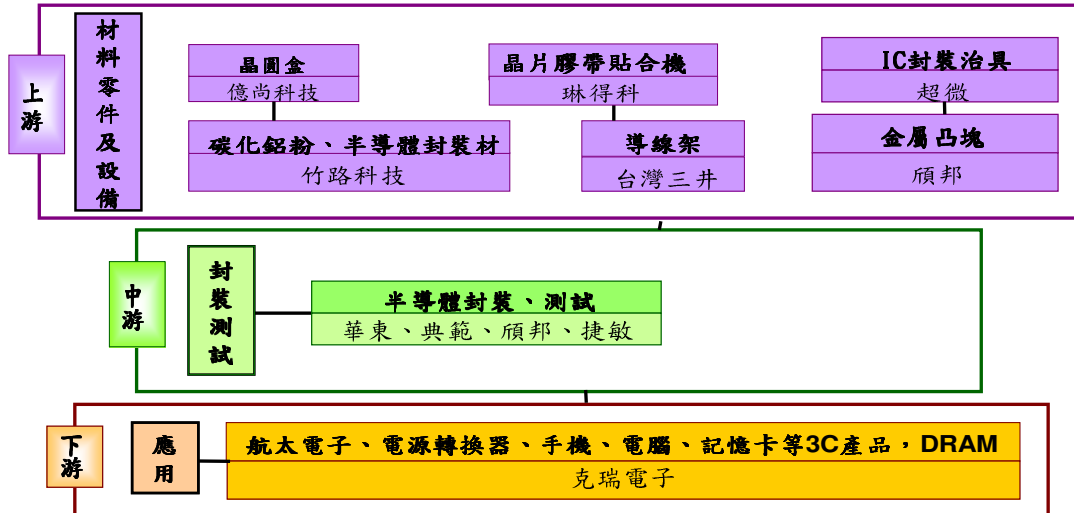 上游
材料零件及設備
晶圓盒
億尚科技
晶片膠帶貼合機
琳得科
IC封裝治具
超微
碳化鋁粉、半導體封裝材
竹路科技
導線架
台灣三井
金屬凸塊
頎邦
中游
封裝測試
半導體封裝、測試
華東、典範、頎邦、捷敏
下游
應用
航太電子、電源轉換器、手機、電腦、記憶卡等3C產品，DRAM
克瑞電子